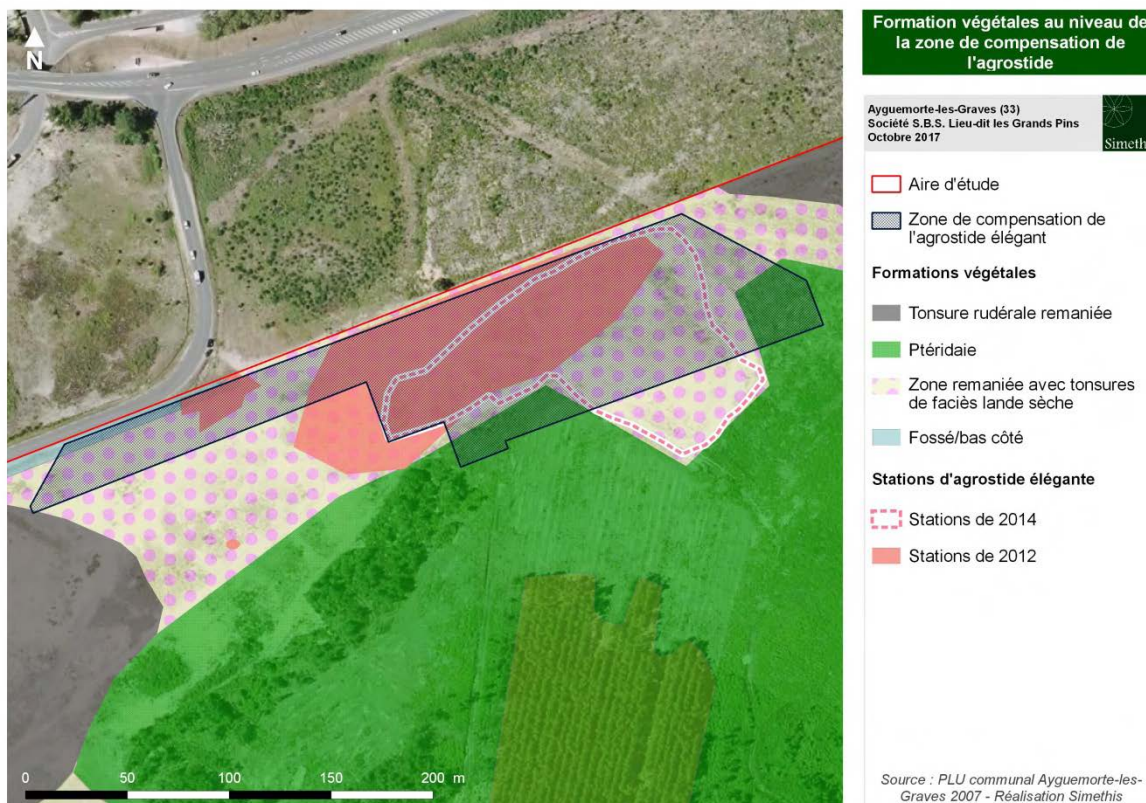 N
0 50 100 150 200 m
Formation végétales au niveau de
la zone de compensation de
l'agrostide
Ayguemorte-les-Graves (33)
Société S.B.S. Lieu-dit les Grands Pins
Octobre 2017
Simeth
Aire d'étude
Zone de compensation de
l'agrostide élégant
Formations végétales
Tonsure rudérale remaniée
Ptéridaie
Zone remaniée avec tonsures
de faciès lande sèche
Fossé/bas côté
Stations d'agrostide élégante
Stations de 2014
Stations de 2012
Source : PLU communal Ayguemorte-les-
Graves 2007 - Réalisation Simethis